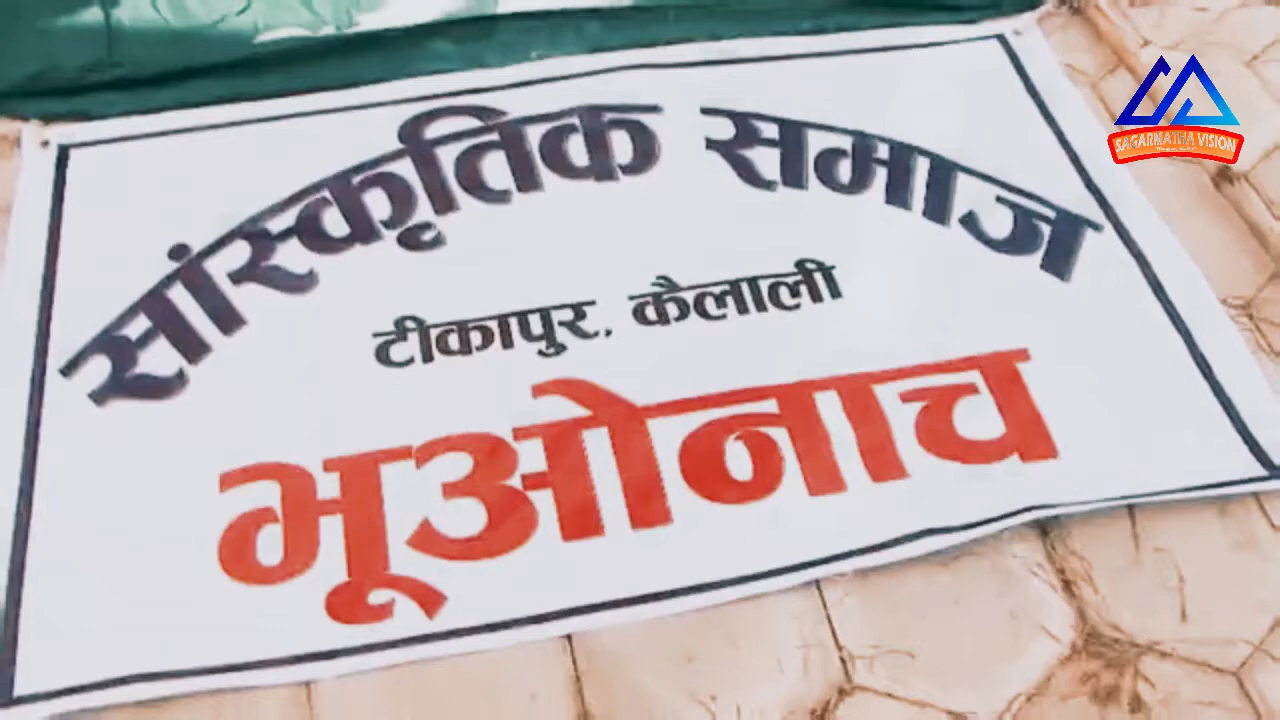 सांस्कृतिक समाज
टीकापुर, कैलाली
भूओनाच
SAGARMATHA VISION